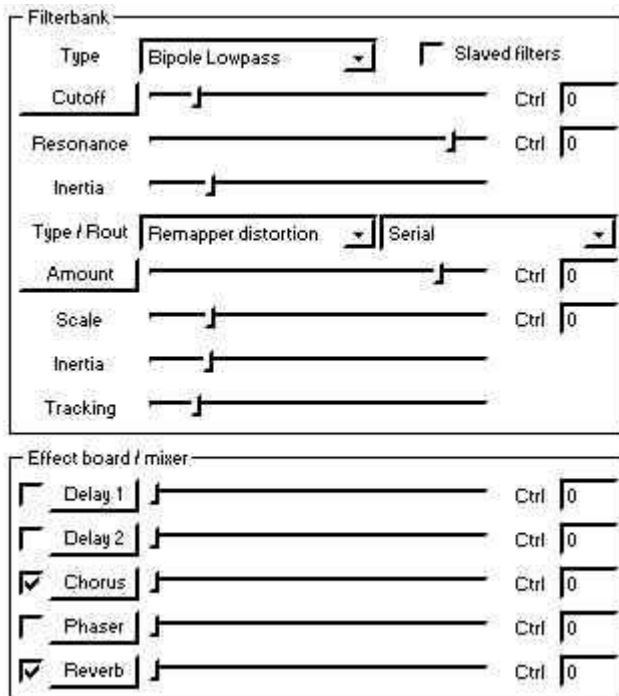 Filterbank
Type Bipole Lowpass Slaved filters
Cutoff Ctrl 0
Resonance Ctrl 0
Inertia
Type / Rout Remapper distortion Serial
Amount Ctrl 0
Scale Ctrl 0
Inertia
Tracking
Effect board / mixer
Delay 1 Ctrl 0
Delay 2 Ctrl 0
Chorus Ctrl 0
Phaser Ctrl 0
Reverb Ctrl 0